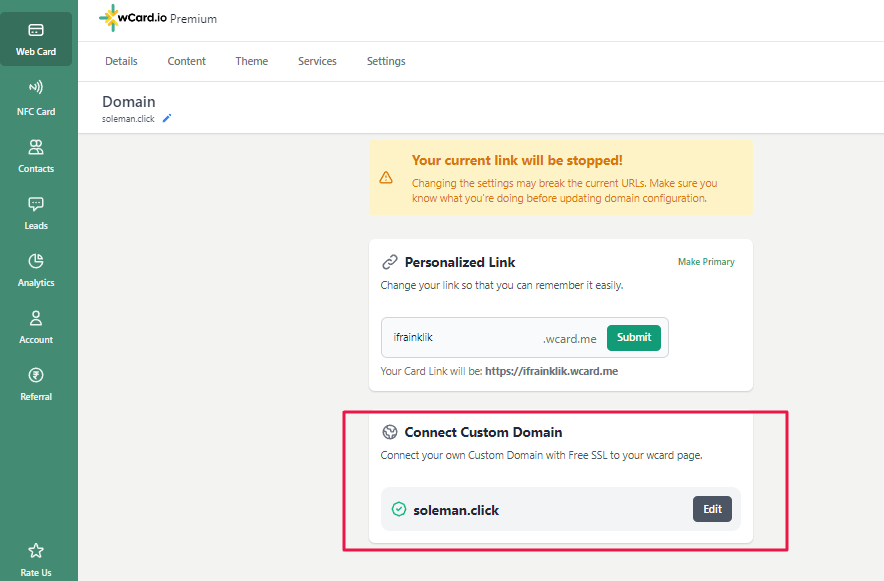 wCard.io Premium
Web Card
NFC Card
Contacts
Leads
Analytics
Account
Referral
Rate Us
Details Content Theme Services Settings
Domain
soleman.click
Your current link will be stopped!
Changing the settings may break the current URLs. Make sure you
know what you're doing before updating domain configuration.
Personalized Link Make Primary
Change your link so that you can remember it easily.
ifrainklik .wcard.me Submit
Your Card Link will be: https://ifrainklik.wcard.me
Connect Custom Domain
Connect your own Custom Domain with Free SSL to your wcard page.
soleman.click Edit